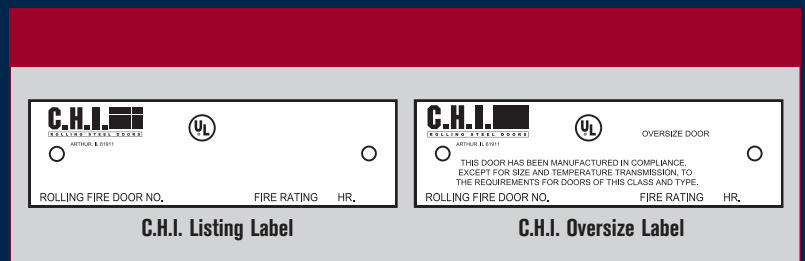 C.H.I.
ROLLING STEEL DOORS
ARTHUR, IL 61911
UL
ROLLING FIRE DOOR NO. FIRE RATING HR.
C.H.I. Listing Label
C.H.I.
ROLLING STEEL DOORS
ARTHUR, IL 61911
UL
OVERSIZE DOOR
THIS DOOR HAS BEEN MANUFACTURED IN COMPLIANCE,
EXCEPT FOR SIZE AND TEMPERATURE TRANSMISSION, TO
THE REQUIREMENTS FOR DOORS OF THIS CLASS AND TYPE.
ROLLING FIRE DOOR NO. FIRE RATING HR.
C.H.I. Oversize Label